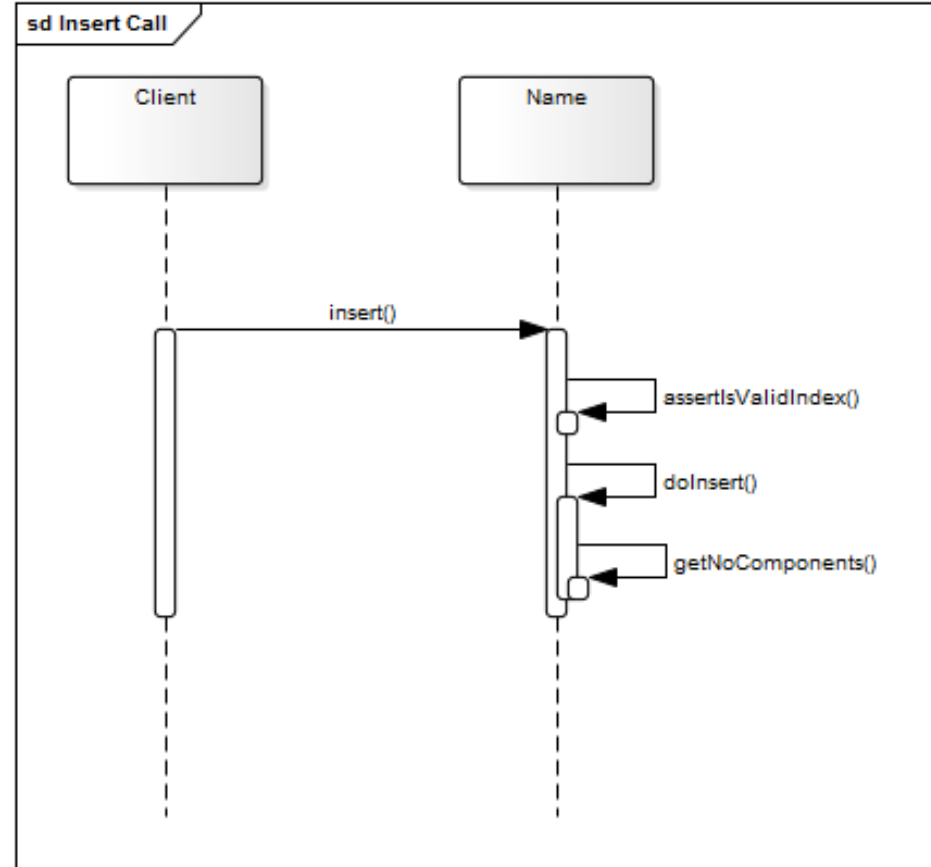 sd Insert Call
Client
Name
insert()
assertIsValidIndex()
doInsert()
getNoComponents()